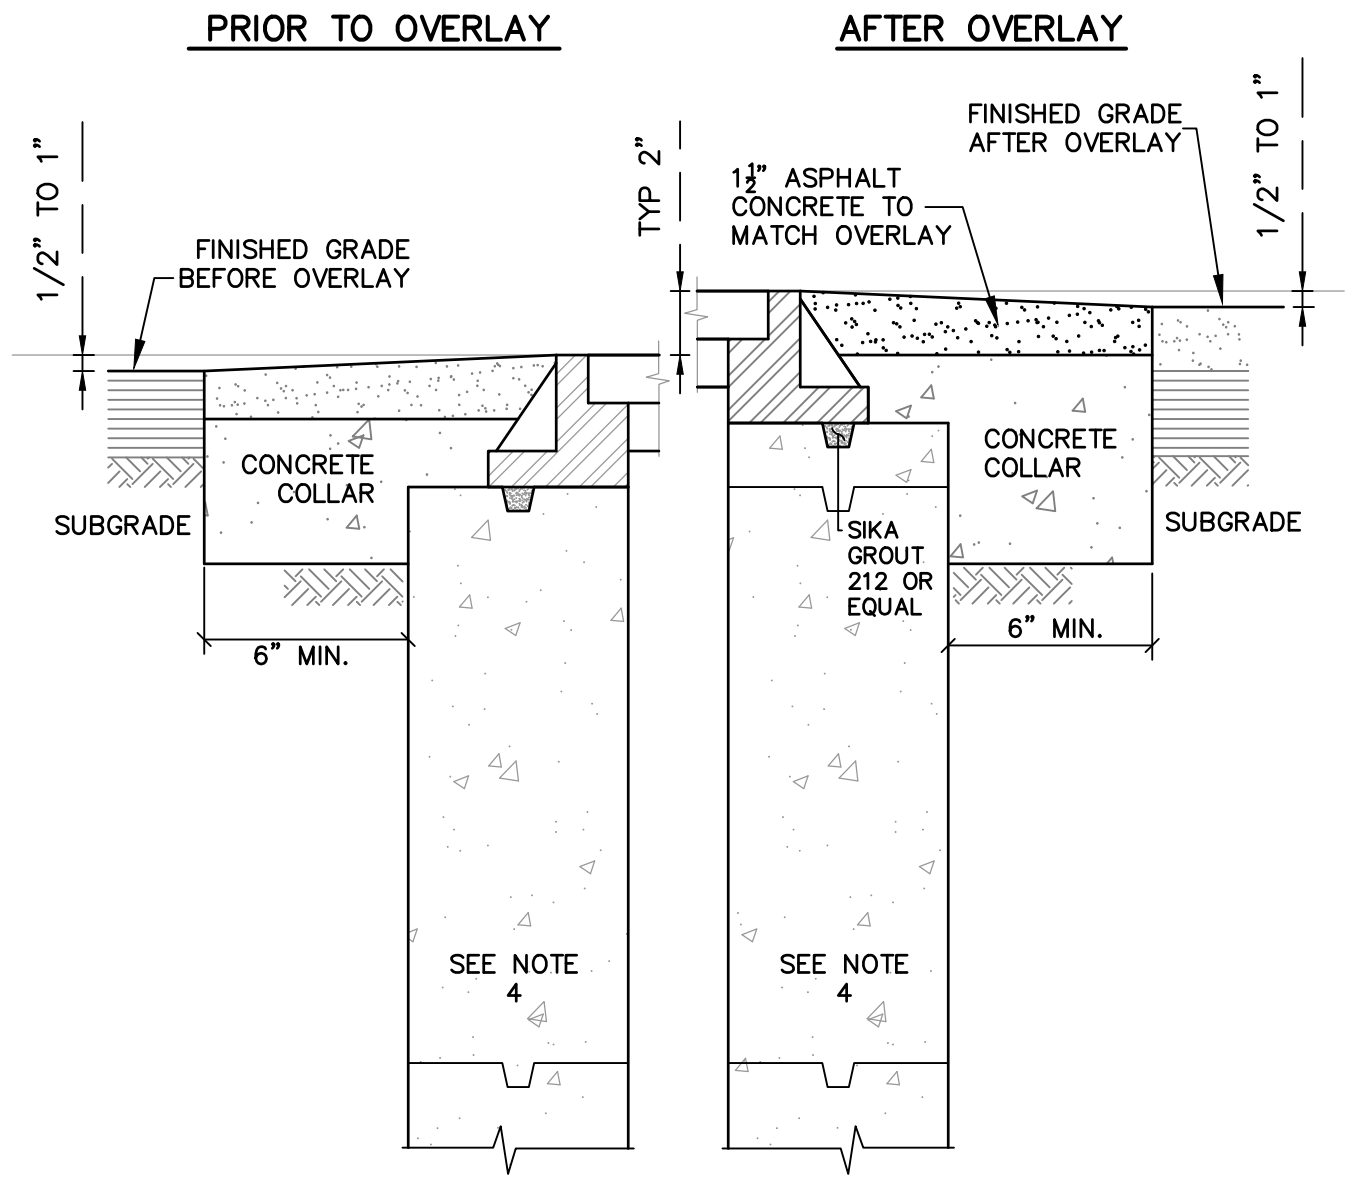 PRIOR TO OVERLAY
1/2" TO 1"
FINISHED GRADE
BEFORE OVERLAY
CONCRETE
COLLAR
SUBGRADE
6" MIN.
SEE NOTE
4
AFTER OVERLAY
TYP 2"
1 1/2" ASPHALT
CONCRETE TO
MATCH OVERLAY
FINISHED GRADE
AFTER OVERLAY
1/2" TO 1"
CONCRETE
COLLAR
SUBGRADE
SIKA
GROUT
212 OR
EQUAL
6" MIN.
SEE NOTE
4